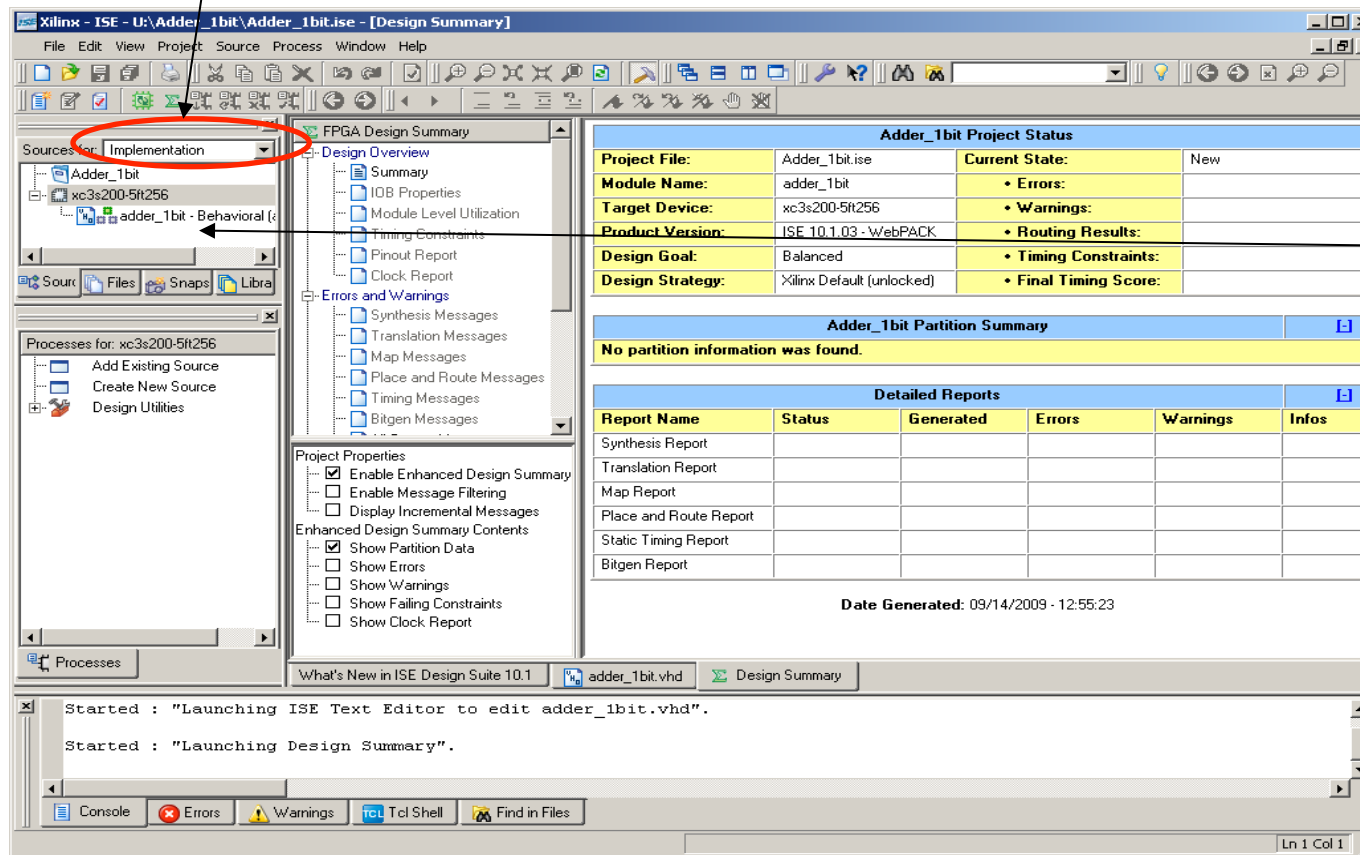 Xilinx - ISE - U:\Adder_1bit\Adder_1bit.ise - [Design Summary]
File Edit View Project Source Process Window Help
Sources for: Implementation
Adder_1bit
xc3s200-5ft256
adder_1bit - Behavioral (a
Sourc Files Snaps Libra
Processes for: xc3s200-5ft256
Add Existing Source
Create New Source
Design Utilities
Processes
FPGA Design Summary
Design Overview
Summary
IOB Properties
Module Level Utilization
Timing Constraints
Pinout Report
Clock Report
Errors and Warnings
Synthesis Messages
Translation Messages
Map Messages
Place and Route Messages
Timing Messages
Bitgen Messages
Project Properties
Enable Enhanced Design Summary
Enable Message Filtering
Display Incremental Messages
Enhanced Design Summary Contents
Show Partition Data
Show Errors
Show Warnings
Show Failing Constraints
Show Clock Report
Adder_1bit Project Status
Project File: Adder_1bit.ise Current State: New
Module Name: adder_1bit • Errors:
Target Device: xc3s200-5ft256 • Warnings:
Product Version: ISE 10.1.03 - WebPACK • Routing Results:
Design Goal: Balanced • Timing Constraints:
Design Strategy: Xilinx Default (unlocked) • Final Timing Score:
Adder_1bit Partition Summary [-]
No partition information was found.
Detailed Reports [-]
Report Name Status Generated Errors Warnings Infos
Synthesis Report
Translation Report
Map Report
Place and Route Report
Static Timing Report
Bitgen Report
Date Generated: 09/14/2009 - 12:55:23
What's New in ISE Design Suite 10.1 adder_1bit.vhd Design Summary
Started : "Launching ISE Text Editor to edit adder_1bit.vhd".
Started : "Launching Design Summary".
Console Errors Warnings TCL Tcl Shell Find in Files
Ln 1 Col 1